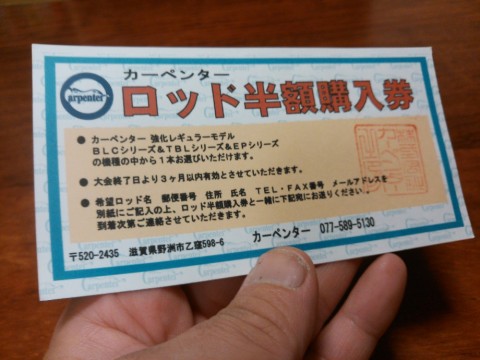 arpenter
カーペンター
ロッド半額購入券
● カーペンター 強化レギュラーモデル
BLCシリーズ&TBLシリーズ&EPシリーズ
の機種の中から1本お選びいただけます。
● 大会終了日より3ヶ月以内有効とさせていただきます。
● 希望ロッド名 郵便番号 住所 氏名 TEL・FAX番号 メールアドレスを
別紙にご記入の上、ロッド半額購入券と一緒に下記宛にお送りください。
到着次第ご連絡させていただきます。
〒520-2435 滋賀県野洲市乙窪598-6 カーペンター 077-589-5130